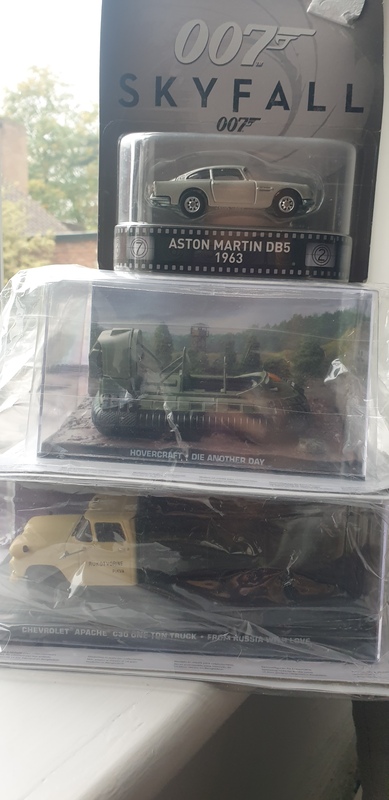 007
SKYFALL
007
ASTON MARTIN DB5
1963
HOVERCRAFT • DIE ANOTHER DAY
CHEVROLET APACHE C30 ONE TON TRUCK • FROM RUSSIA WITH LOVE